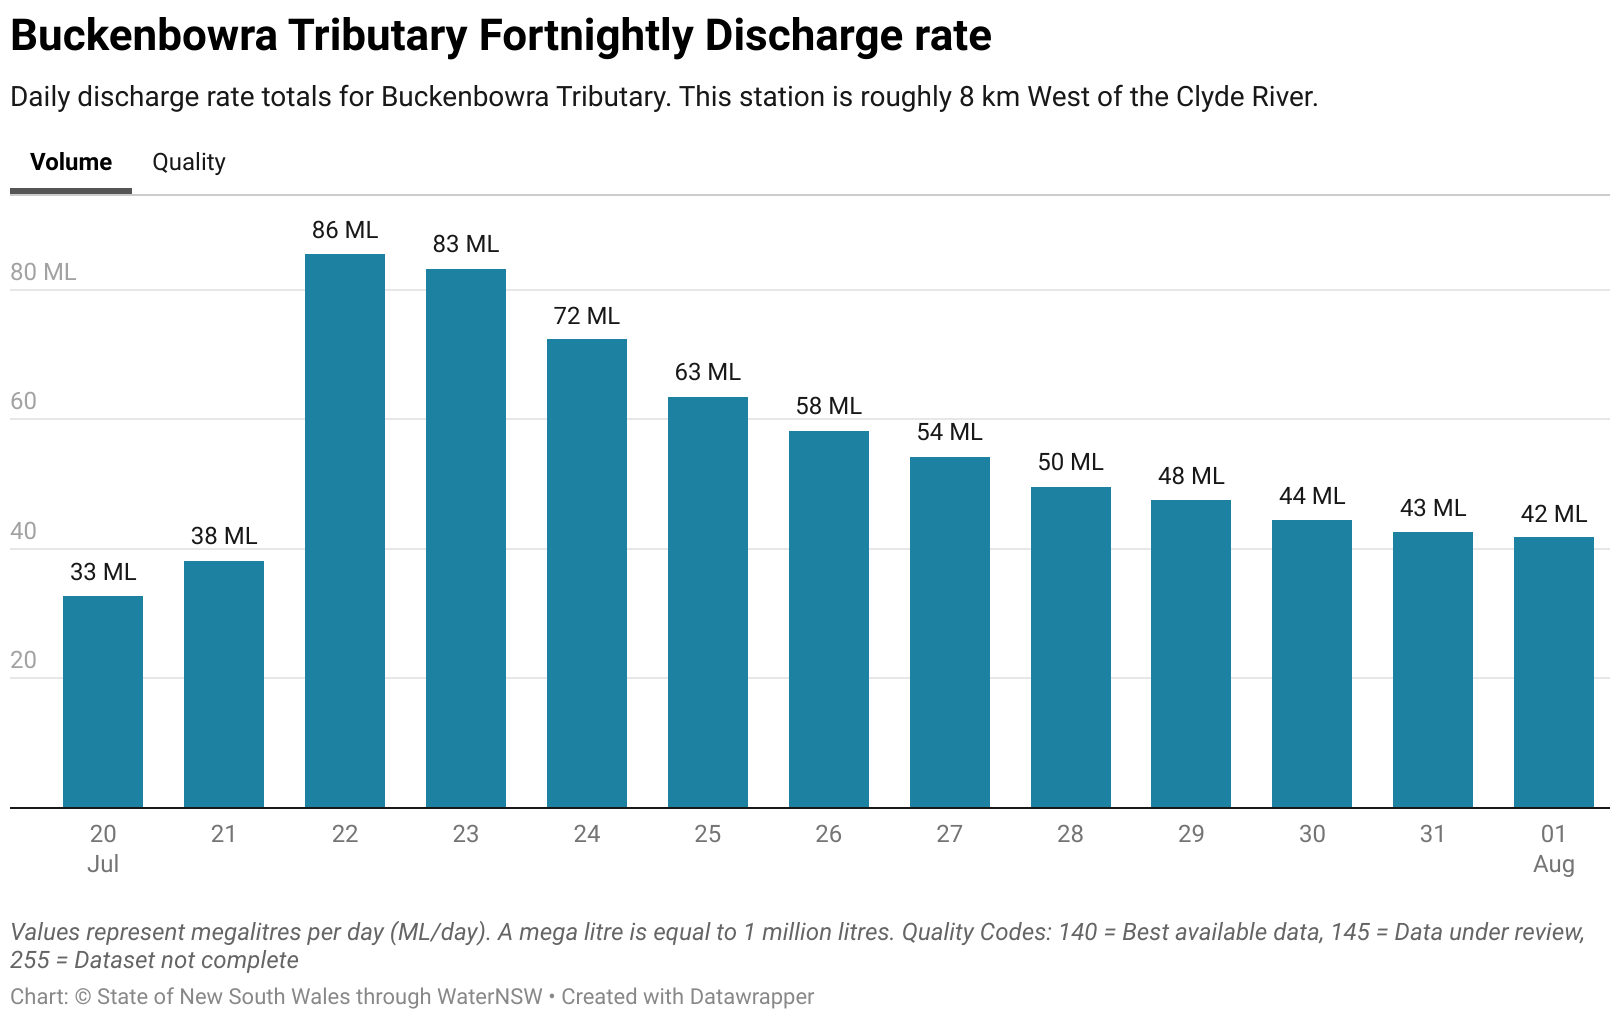 Buckenbowra Tributary Fortnightly Discharge rate
Daily discharge rate totals for Buckenbowra Tributary. This station is roughly 8 km West of the Clyde River.
Volume Quality
86 ML
83 ML
80 ML
72 ML
63 ML
60
58 ML
54 ML
50 ML
48 ML
44 ML
43 ML
42 ML
40
38 ML
33 ML
20
20 21 22 23 24 25 26 27 28 29 30 31 01
Jul Aug
Values represent megalitres per day (ML/day). A mega litre is equal to 1 million litres. Quality Codes: 140 = Best available data, 145 = Data under review,
255 = Dataset not complete
Chart: © State of New South Wales through WaterNSW • Created with Datawrapper